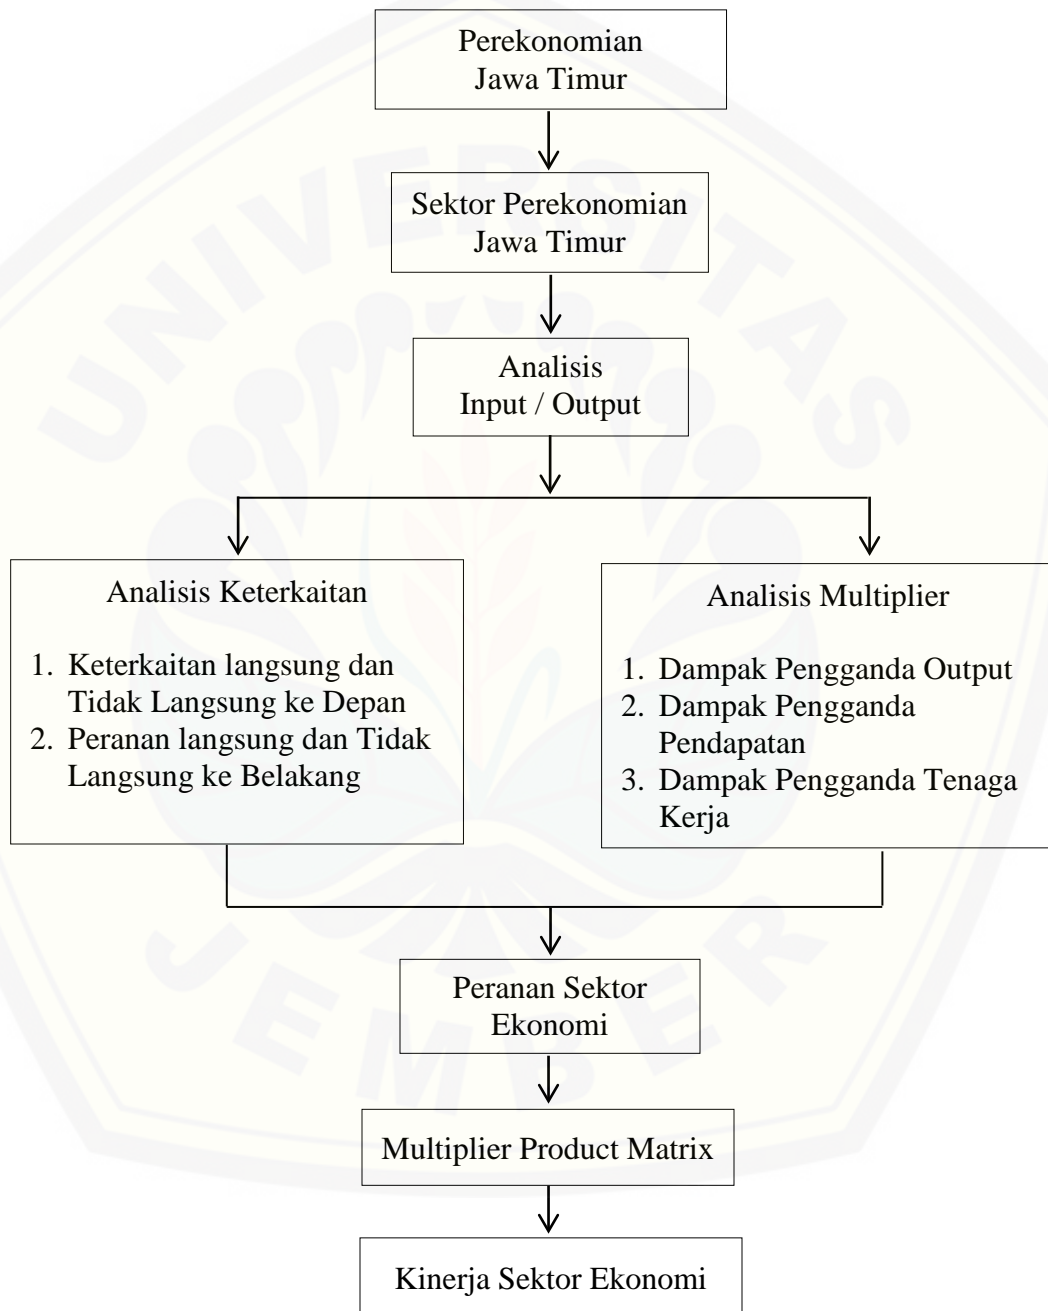 Perekonomian
Jawa Timur
Sektor Perekonomian
Jawa Timur
Analisis
Input / Output
Analisis Keterkaitan
1. Keterkaitan langsung dan
Tidak Langsung ke Depan
2. Peranan langsung dan Tidak
Langsung ke Belakang
Analisis Multiplier
1. Dampak Pengganda Output
2. Dampak Pengganda
Pendapatan
3. Dampak Pengganda Tenaga
Kerja
Peranan Sektor
Ekonomi
Multiplier Product Matrix
Kinerja Sektor Ekonomi
UNIVERSITAS
JEMBER